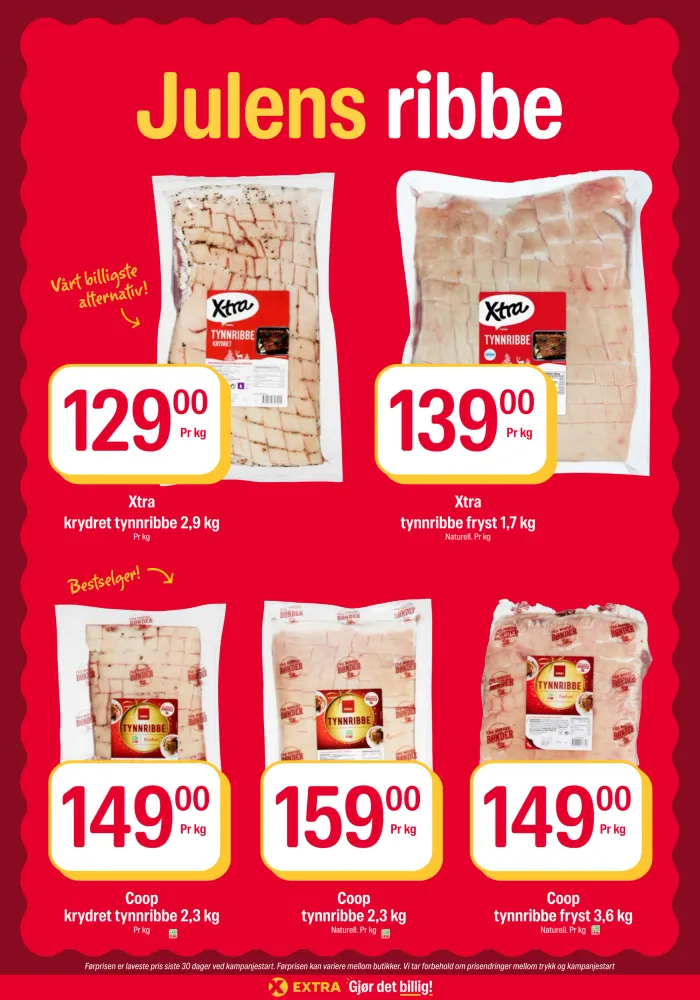 Julens ribbe
Vårt billigste
alternativ!
Xtra
TYNNRIBBE
KRYDRET
Xtra
TYNNRIBBE
129 00
Pr kg
139 00
Pr kg
Xtra
krydret tynnribbe 2,9 kg
Pr kg
Xtra
tynnribbe fryst 1,7 kg
Naturell. Pr kg
Bestselger!
TYNNRIBBE
TYNNRIBBE
TYNNRIBBE
149 00
Pr kg
159 00
Pr kg
149 00
Pr kg
Coop
krydret tynnribbe 2,3 kg
Pr kg
Coop
tynnribbe 2,3 kg
Naturell. Pr kg
Coop
tynnribbe fryst 3,6 kg
Naturell. Pr kg
Førprisen er laveste pris siste 30 dager ved kampanjestart. Førprisen kan variere mellom butikker. Vi tar forbehold om prisendringer mellom trykk og kampanjestart
X EXTRA Gjør det billig!